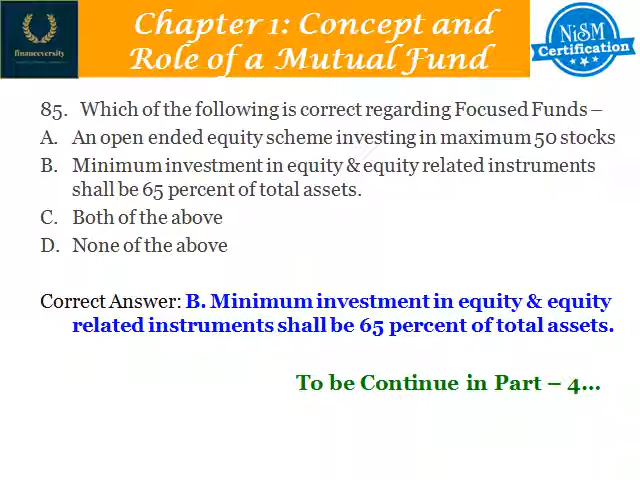 Chapter 1: Concept and
Role of a Mutual Fund
financeversity
NiSM
Certification
85. Which of the following is correct regarding Focused Funds –
A. An open ended equity scheme investing in maximum 50 stocks
B. Minimum investment in equity & equity related instruments
shall be 65 percent of total assets.
C. Both of the above
D. None of the above
Correct Answer: B. Minimum investment in equity & equity
related instruments shall be 65 percent of total assets.
To be Continue in Part – 4…